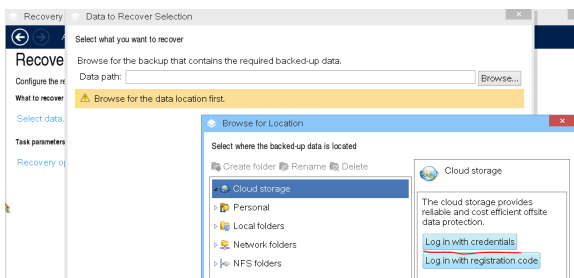 Recovery
Data to Recover Selection
Select what you want to recover
Recove
Browse for the backup that contains the required backed-up data.
Data path:
Browse...
Configure the re
Browse for the data location first.
What to recover
Select data.
Browse for Location
Task parameters
Select where the backed-up data is located
Recovery op
Create folder Rename Delete
Cloud storage
Personal
Local folders
Network folders
NFS folders
Cloud storage
The cloud storage provides
reliable and cost efficient offsite
data protection.
Log in with credentials
Log in with registration code